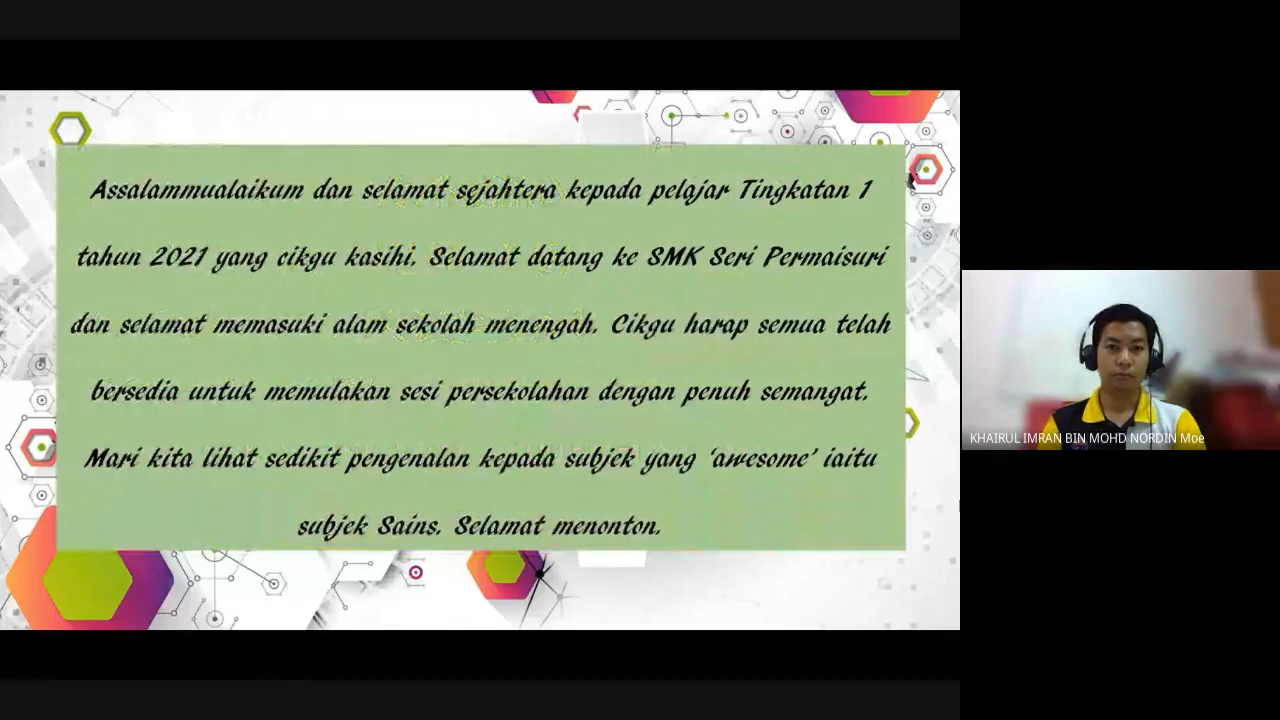 Assalammualaikum dan selamat sejahtera kepada pelajar Tingkatan 1
tahun 2021 yang cikgu kasihi. Selamat datang ke SMK Seri Permaisuri
dan selamat memasuki alam sekolah menengah. Cikgu harap semua telah
bersedia untuk memulakan sesi persekolahan dengan penuh semangat.
Mari kita lihat sedikit pengenalan kepada subjek yang ‘awesome’ iaitu
subjek Sains. Selamat menonton.
KHAIRUL IMRAN BIN MOHD NORDIN Moe